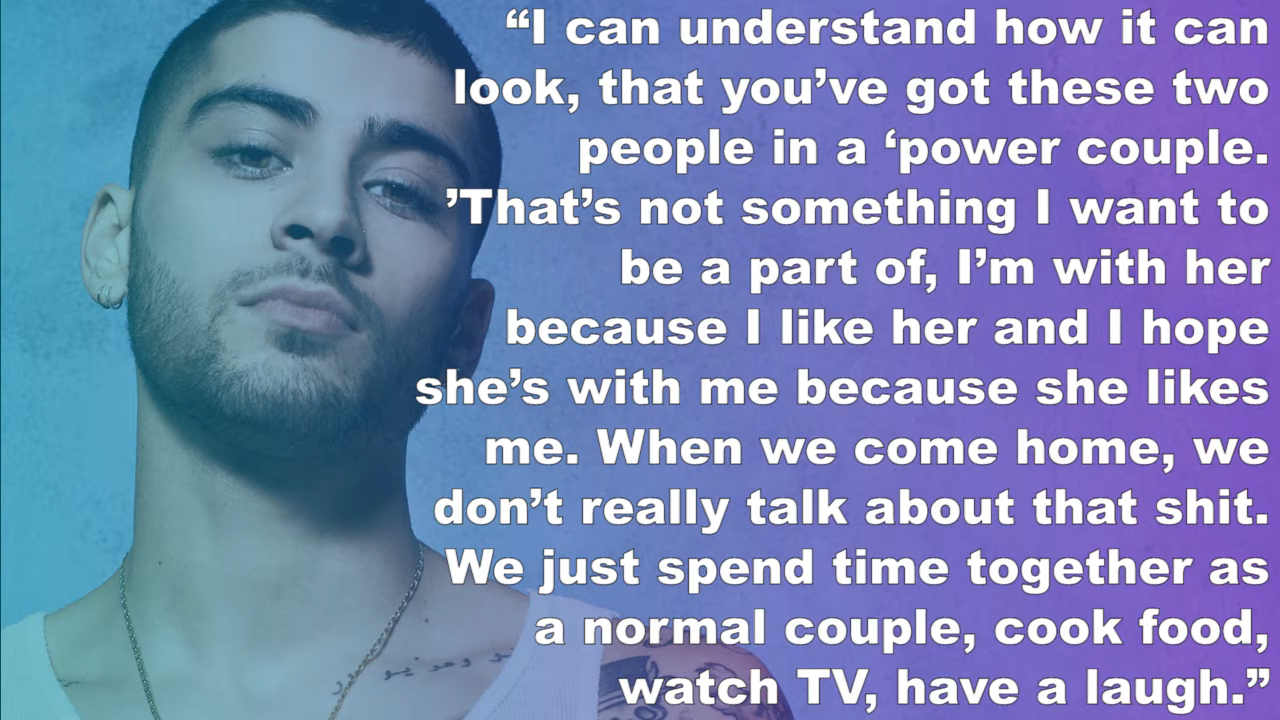 “I can understand how it can
look, that you’ve got these two
people in a ‘power couple.
’That’s not something I want to
be a part of, I’m with her
because I like her and I hope
she’s with me because she likes
me. When we come home, we
don’t really talk about that shit.
We just spend time together as
a normal couple, cook food,
watch TV, have a laugh.”